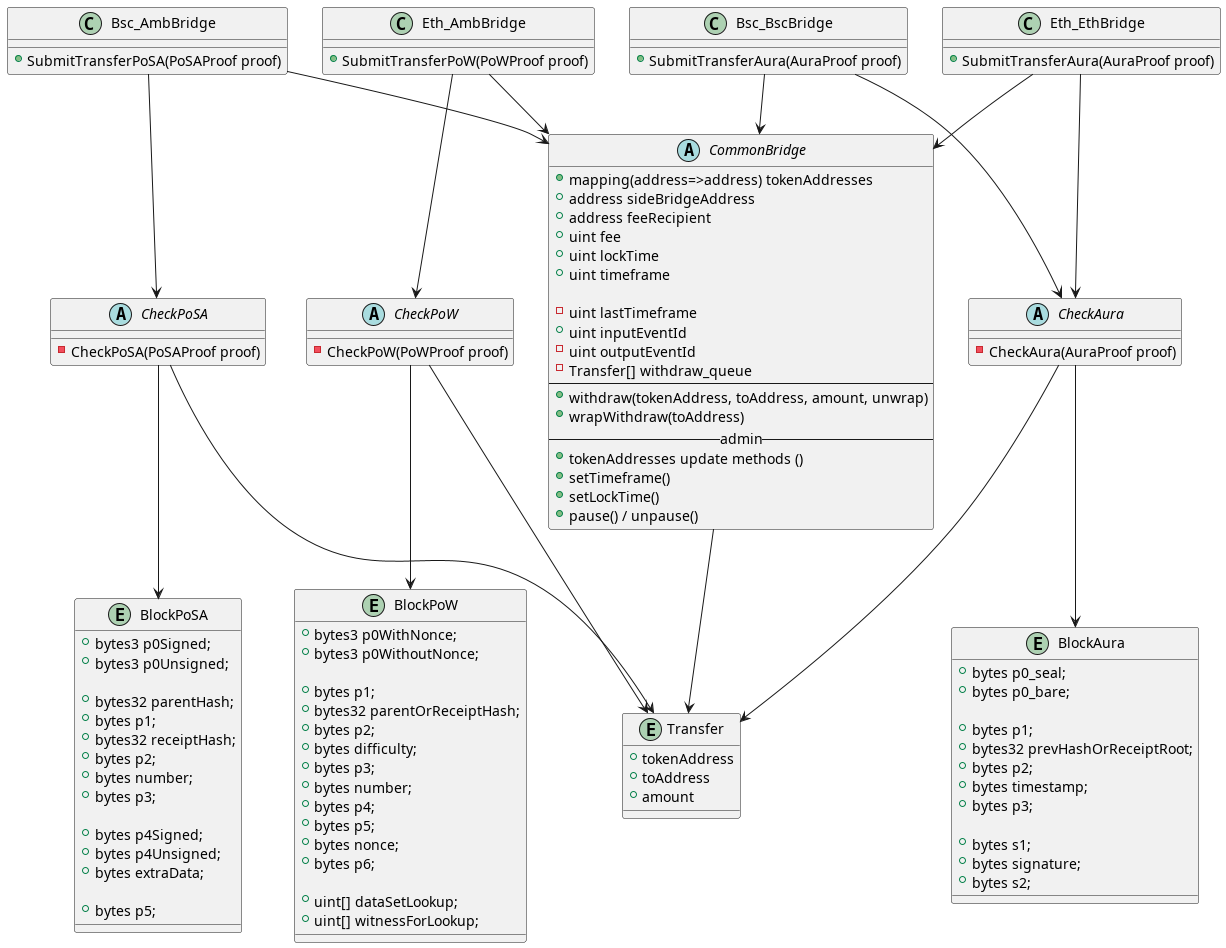 C Bsc_AmbBridge
SubmitTransferPoSA(PoSAProof proof)
C Eth_AmbBridge
SubmitTransferPoW(PoWProof proof)
C Bsc_BscBridge
SubmitTransferAura(AuraProof proof)
C Eth_EthBridge
SubmitTransferAura(AuraProof proof)
A CommonBridge
mapping(address=>address) tokenAddresses
address sideBridgeAddress
address feeRecipient
uint fee
uint lockTime
uint timeframe
uint lastTimeframe
uint inputEventId
uint outputEventId
Transfer[] withdraw_queue
withdraw(tokenAddress, toAddress, amount, unwrap)
wrapWithdraw(toAddress)
admin
tokenAddresses update methods ()
setTimeframe()
setLockTime()
pause() / unpause()
A CheckPoSA
CheckPoSA(PoSAProof proof)
A CheckPoW
CheckPoW(PoWProof proof)
A CheckAura
CheckAura(AuraProof proof)
E BlockPoSA
bytes3 p0Signed;
bytes3 p0Unsigned;
bytes32 parentHash;
bytes p1;
bytes32 receiptHash;
bytes p2;
bytes number;
bytes p3;
bytes p4Signed;
bytes p4Unsigned;
bytes extraData;
bytes p5;
E BlockPoW
bytes3 p0WithNonce;
bytes3 p0WithoutNonce;
bytes p1;
bytes32 parentOrReceiptHash;
bytes p2;
bytes difficulty;
bytes p3;
bytes number;
bytes p4;
bytes p5;
bytes nonce;
bytes p6;
uint[] dataSetLookup;
uint[] witnessForLookup;
E Transfer
tokenAddress
toAddress
amount
E BlockAura
bytes p0_seal;
bytes p0_bare;
bytes p1;
bytes32 prevHashOrReceiptRoot;
bytes p2;
bytes timestamp;
bytes p3;
bytes s1;
bytes signature;
bytes s2;